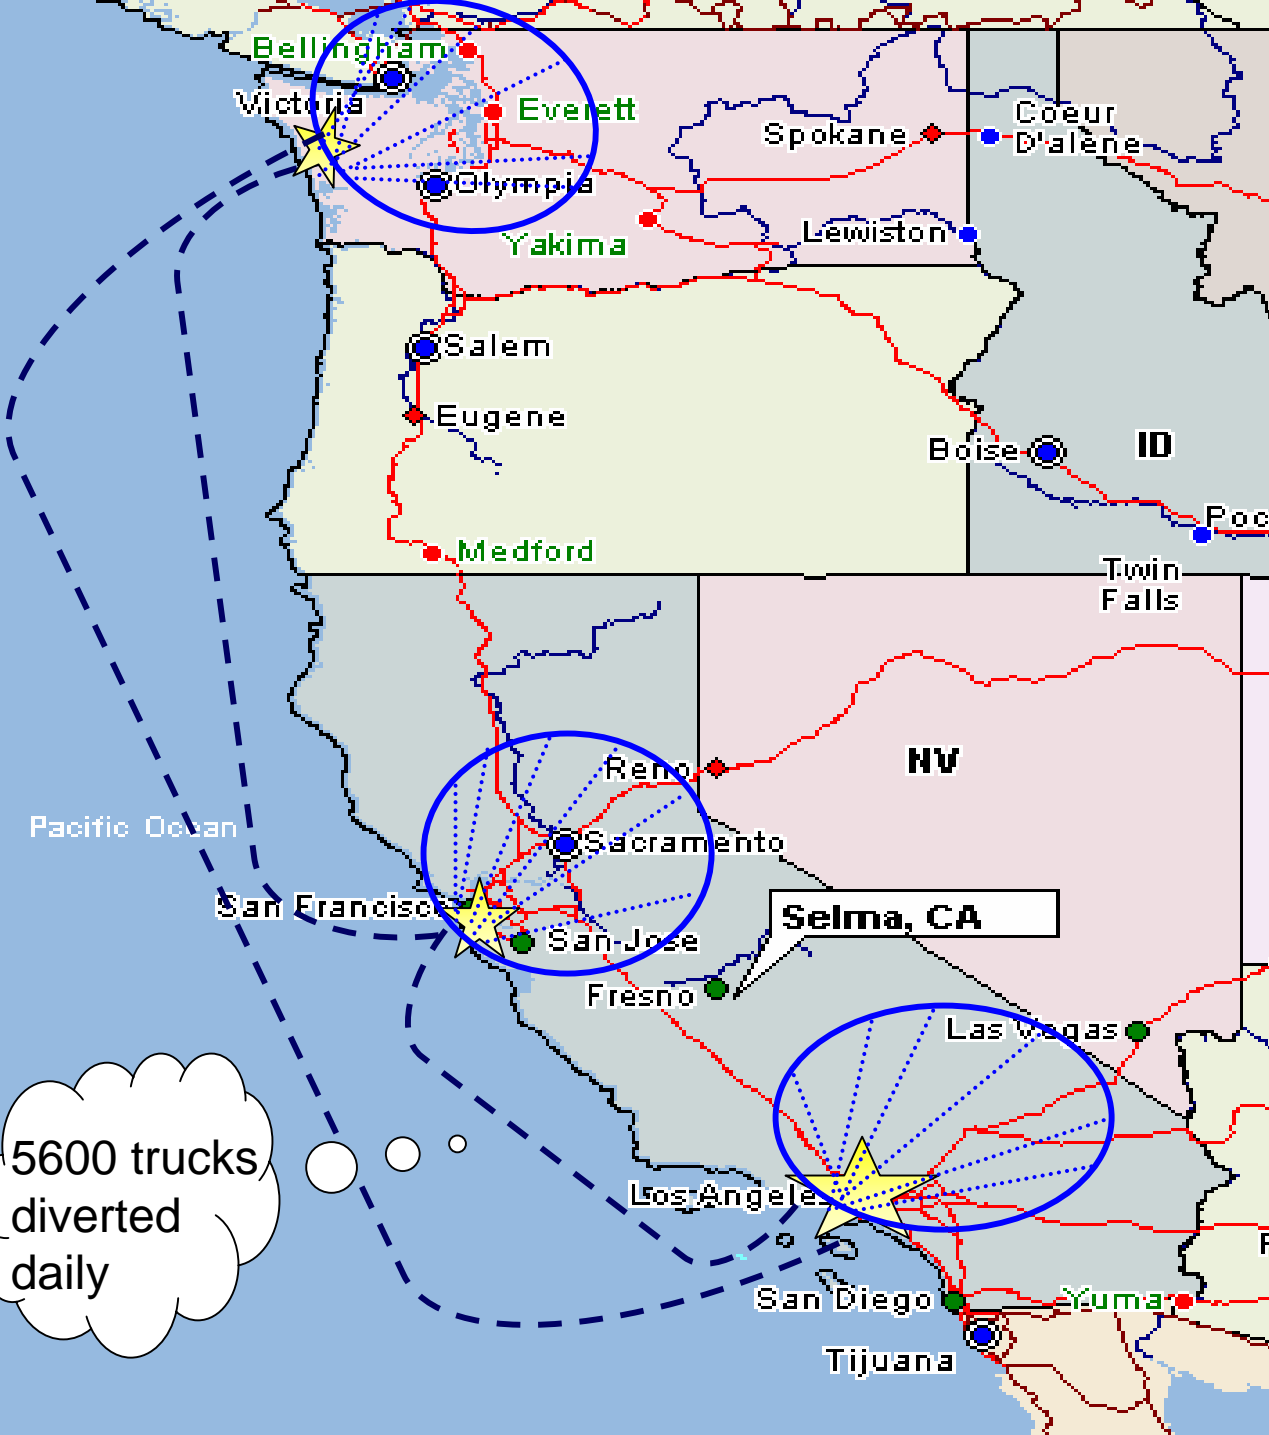 Bellingham
Victoria
Everett
Spokane
Coeur
D'alene
Olympia
Yakima
Lewiston
Salem
Eugene
Boise
ID
Poc
Medford
Twin
Falls
Reno
NV
Pacific Ocean
Sacramento
San Francisc
Selma, CA
San Jose
Fresno
Las Vegas
5600 trucks
diverted
daily
Los Angeles
San Diego
Yuma
Tijuana